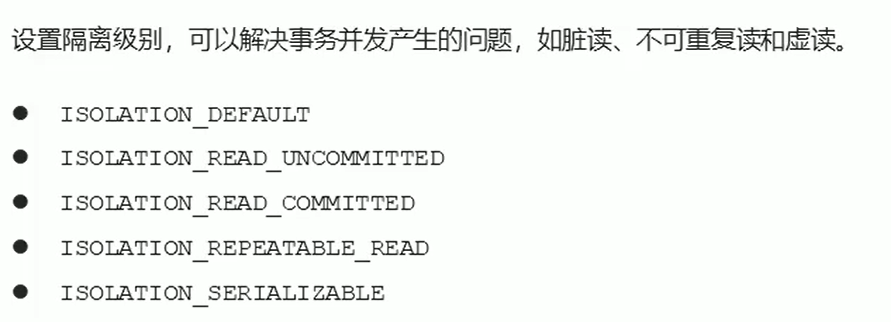 设置隔离级别，可以解决事务并发产生的问题，如脏读、不可重复读和虚读。
● ISOLATION_DEFAULT
● ISOLATION_READ_UNCOMMITTED
● ISOLATION_READ_COMMITTED
● ISOLATION_REPEATABLE_READ
● ISOLATION_SERIALIZABLE